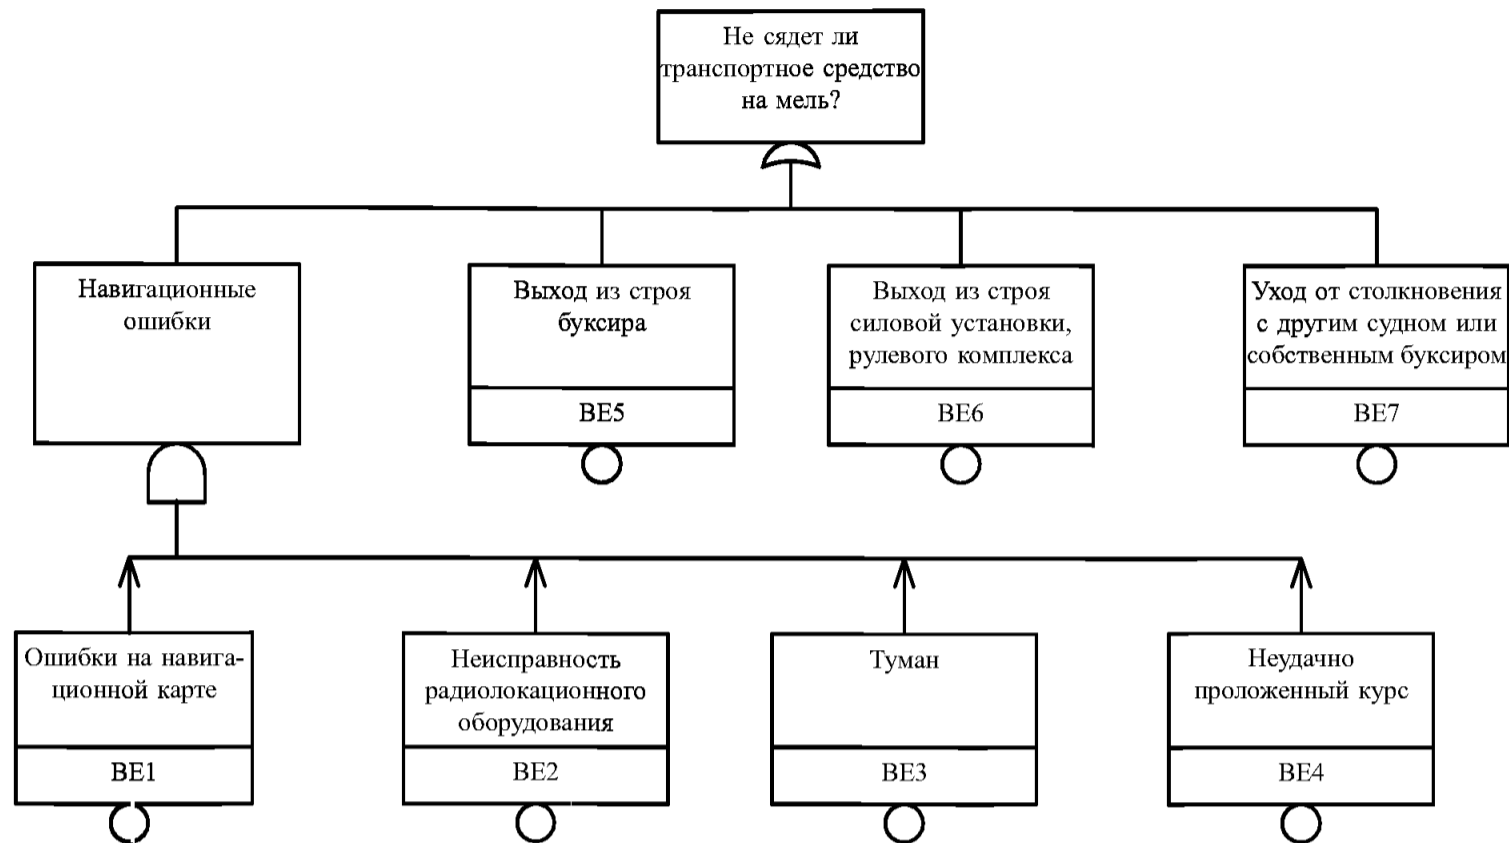 Не сядет ли
транспортное средство
на мель?
Навигационные
ошибки
Выход из строя
буксира
BE5
Выход из строя
силовой установки,
рулевого комплекса
BE6
Уход от столкновения
с другим судном или
собственным буксиром
BE7
Ошибки на навига-
ционной карте
BE1
Неисправность
радиолокационного
оборудования
BE2
Туман
BE3
Неудачно
проложенный курс
BE4